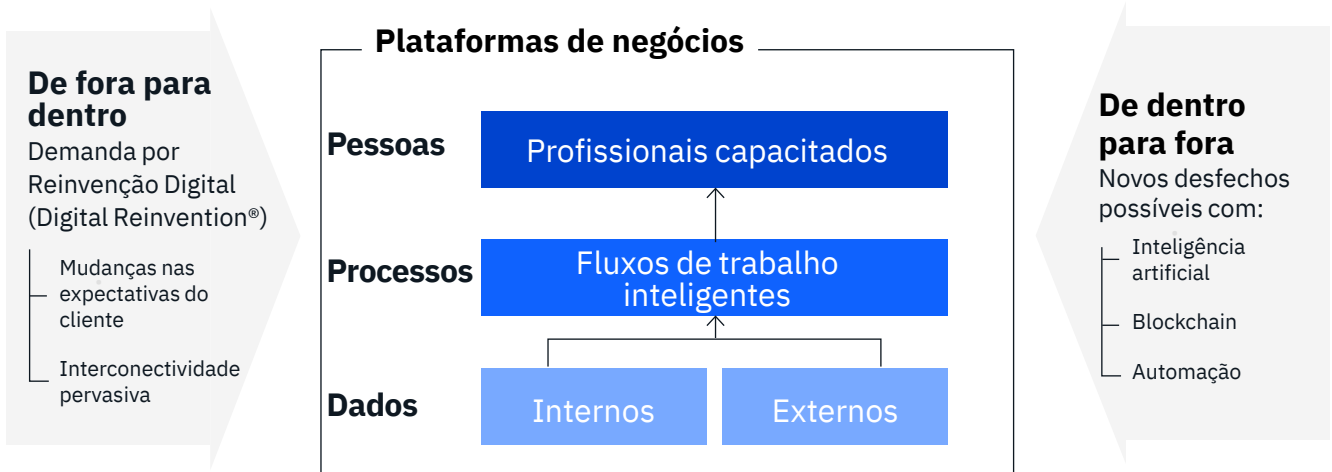 De fora para
dentro
Demanda por
Reinvenção Digital
(Digital Reinvention®)
Mudanças nas
expectativas do
cliente
Interconectividade
pervasiva
Plataformas de negócios
Pessoas
Profissionais capacitados
Processos
Fluxos de trabalho
inteligentes
Dados
Internos
Externos
De dentro
para fora
Novos desfechos
possíveis com:
Inteligência
artificial
Blockchain
Automação